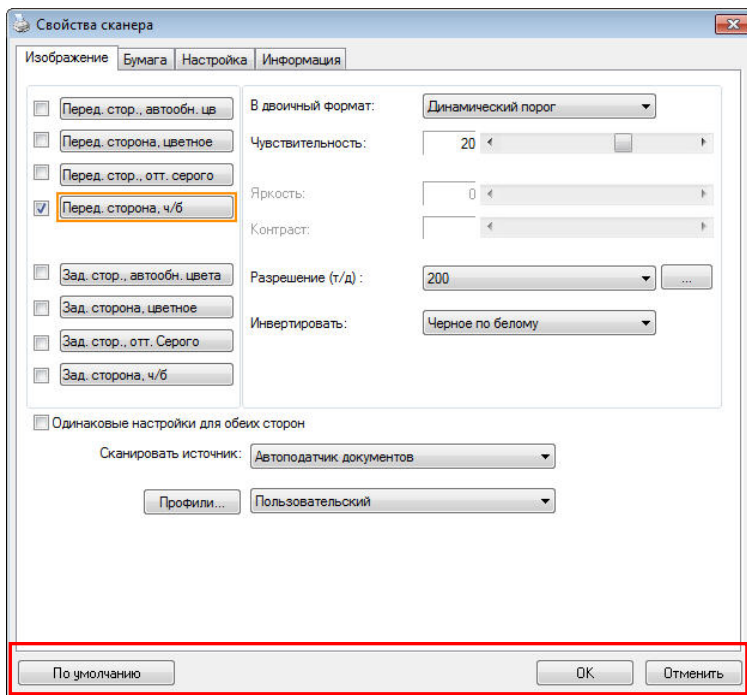 Свойства сканера
Изображение Бумага Настройка Информация
Перед. стор., автообн. цв
Перед. сторона, цветное
Перед. стор., отт. серого
Перед. сторона, ч/б
Зад. стор., автообн. цвета
Зад. сторона, цветное
Зад. стор., отт. Серого
Зад. сторона, ч/б
В двоичный формат: Динамический порог
Чувствительность: 20
Яркость: 0
Контраст:
Разрешение (т/д) : 200 ...
Инвертировать: Черное по белому
Одинаковые настройки для обеих сторон
Сканировать источник: Автоподатчик документов
Профили... Пользовательский
По умолчанию OK Отменить